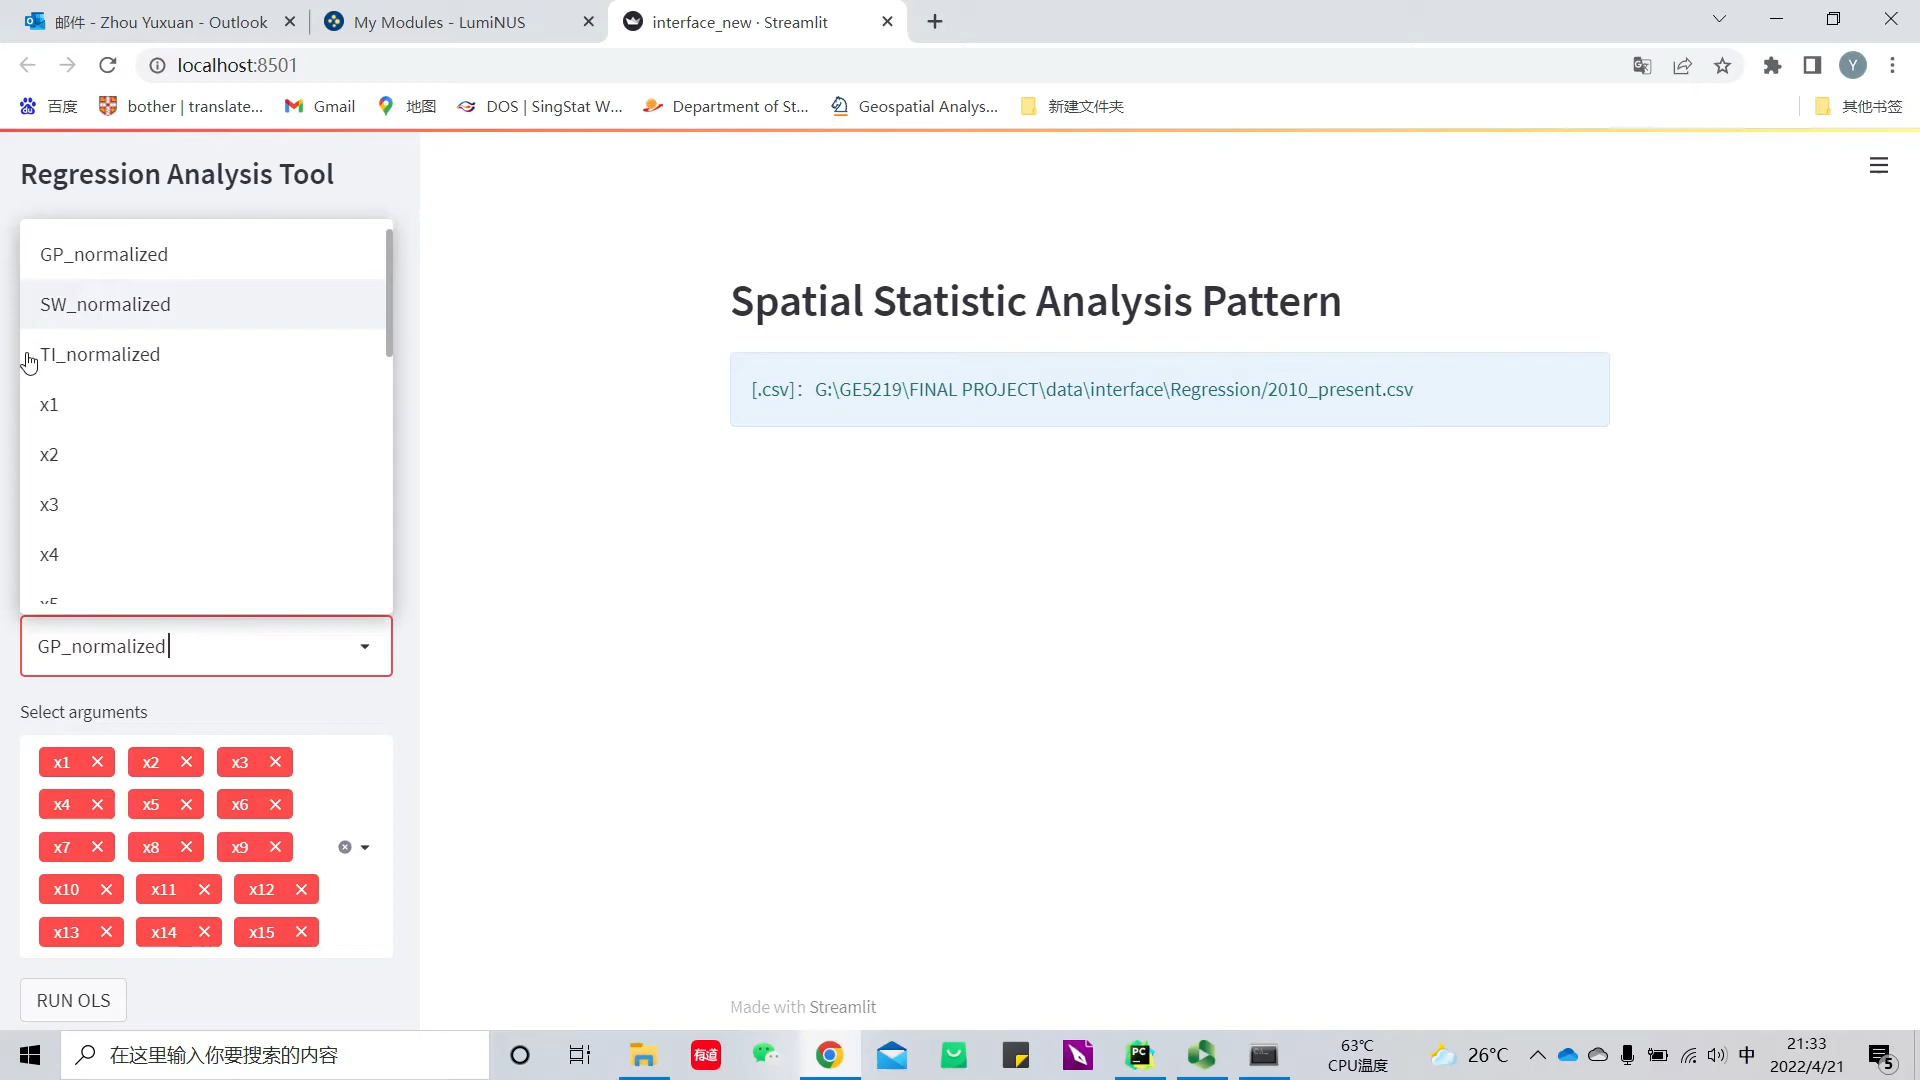 邮件 - Zhou Yuxuan - Outlook
My Modules - LumiNUS
interface_new · Streamlit
localhost:8501
Y
百度
bother | translate...
Gmail
地图
DOS | SingStat W...
Department of St...
Geospatial Analys...
新建文件夹
其他书签
Regression Analysis Tool
GP_normalized
SW_normalized
TI_normalized
x1
x2
x3
x4
x5
GP_normalized
Select arguments
x1 x2 x3
x4 x5 x6
x7 x8 x9
x10 x11 x12
x13 x14 x15
RUN OLS
Spatial Statistic Analysis Pattern
[.csv]：G:\GE5219\FINAL PROJECT\data\interface\Regression/2010_present.csv
Made with Streamlit
在这里输入你要搜索的内容
有道
PC
63℃
CPU温度
26°C
中
21:33
2022/4/21
5